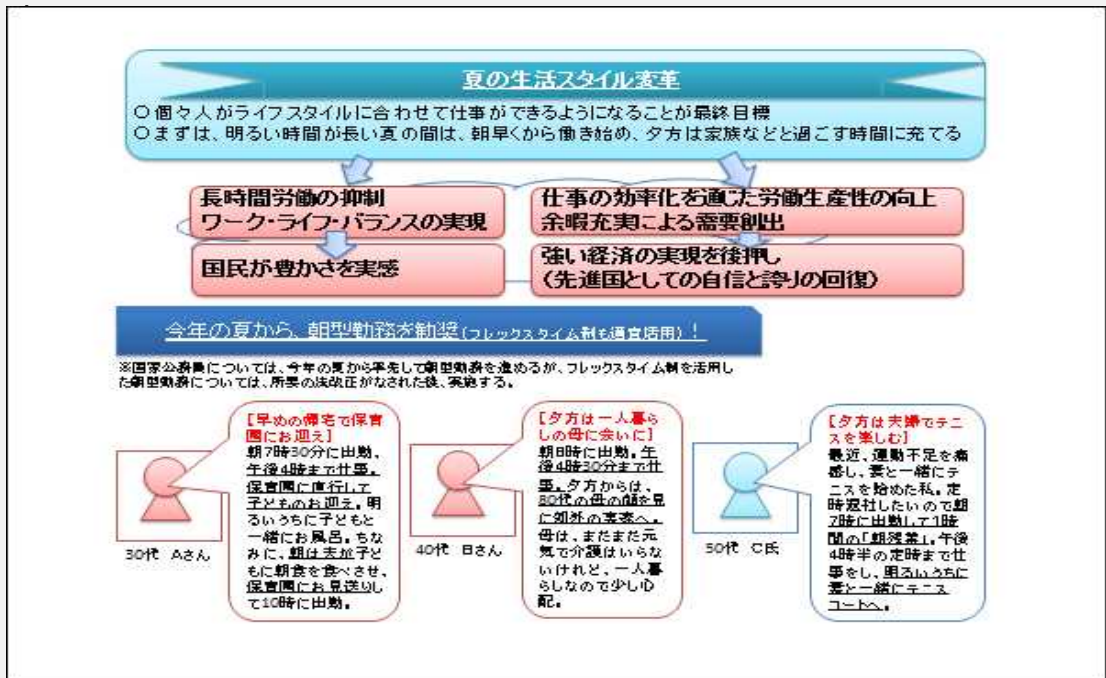 夏の生活スタイル変革
○個々人がライフスタイルに合わせて仕事ができるようになることが最終目標
○まずは、明るい時間が長い夏の間は、朝早くから働き始め、夕方は家族などと過ごす時間に充てる
長時間労働の抑制
ワーク・ライフ・バランスの実現
仕事の効率化を通じた労働生産性の向上
余暇充実による需要創出
国民が豊かさを実感
強い経済の実現を後押し
(先進国としての自信と誇りの回復)
今年の夏から、朝型勤務を勧奨(フレックスタイム制も適宜活用)!
※国家公務員については、今年の夏から率先して朝型勤務を進めるが、フレックスタイム制を活用し
た朝型勤務については、所要の法改正がなされた後、実施する。
【早めの帰宅で保育
園にお迎え】
朝7時30分に出勤、
午後4時まで仕事。
保育園に直行して
子どものお迎え。明
るいうちに子どもと
一緒にお風呂。ちな
みに、朝は夫が子ど
もに朝食を食べさせ、
保育園にお見送りし
て10時に出勤。
30代 Aさん
【夕方は一人暮ら
しの母に会いに】
朝8時に出勤。午
後4時30分まで仕
事。夕方からは、
80代の母の顔を見
に郊外の実家へ。
母は、まだまだ元
気で介護はいらな
いけれど、一人暮
らしなので少し心
配。
40代 Bさん
【夕方は夫婦でテニ
スを楽しむ】
最近、運動不足を痛
感し、妻と一緒にテ
ニスを始めた私。定
時退社したいので朝
7時に出勤して1時
間の「朝残業」。午後
4時半の定時まで仕
事をし、明るいうちに
妻と一緒にテニス
コートへ。
50代 C氏